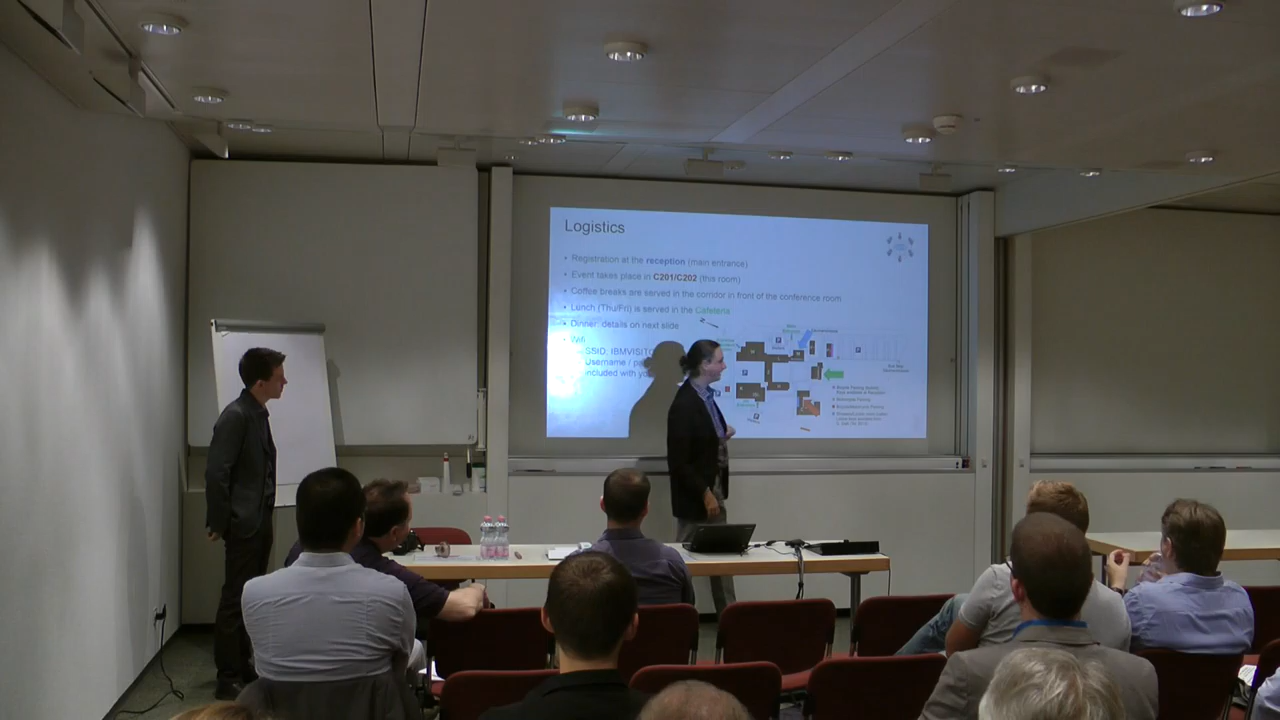 Logistics
• Registration at the reception (main entrance)
• Event takes place in C201/C202 (this room)
• Coffee breaks are served in the corridor in front of the conference room
• Lunch (Thu/Fri) is served in the Cafeteria
• Dinner: details on next slide
• Wifi
SSID: IBMVISITO
Username / pa
included with yo